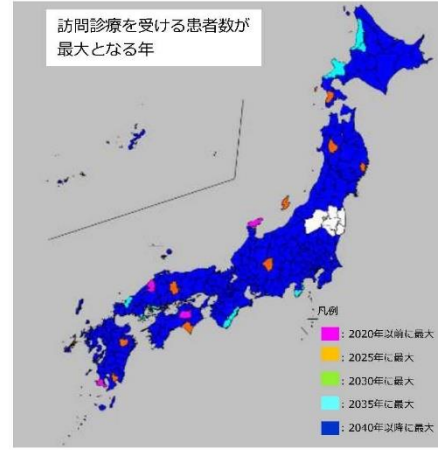 訪問診療を受ける患者数が
最大となる年
凡例
：2020年以前に最大
：2025年に最大
：2030年に最大
：2035年に最大
：2040年以降に最大